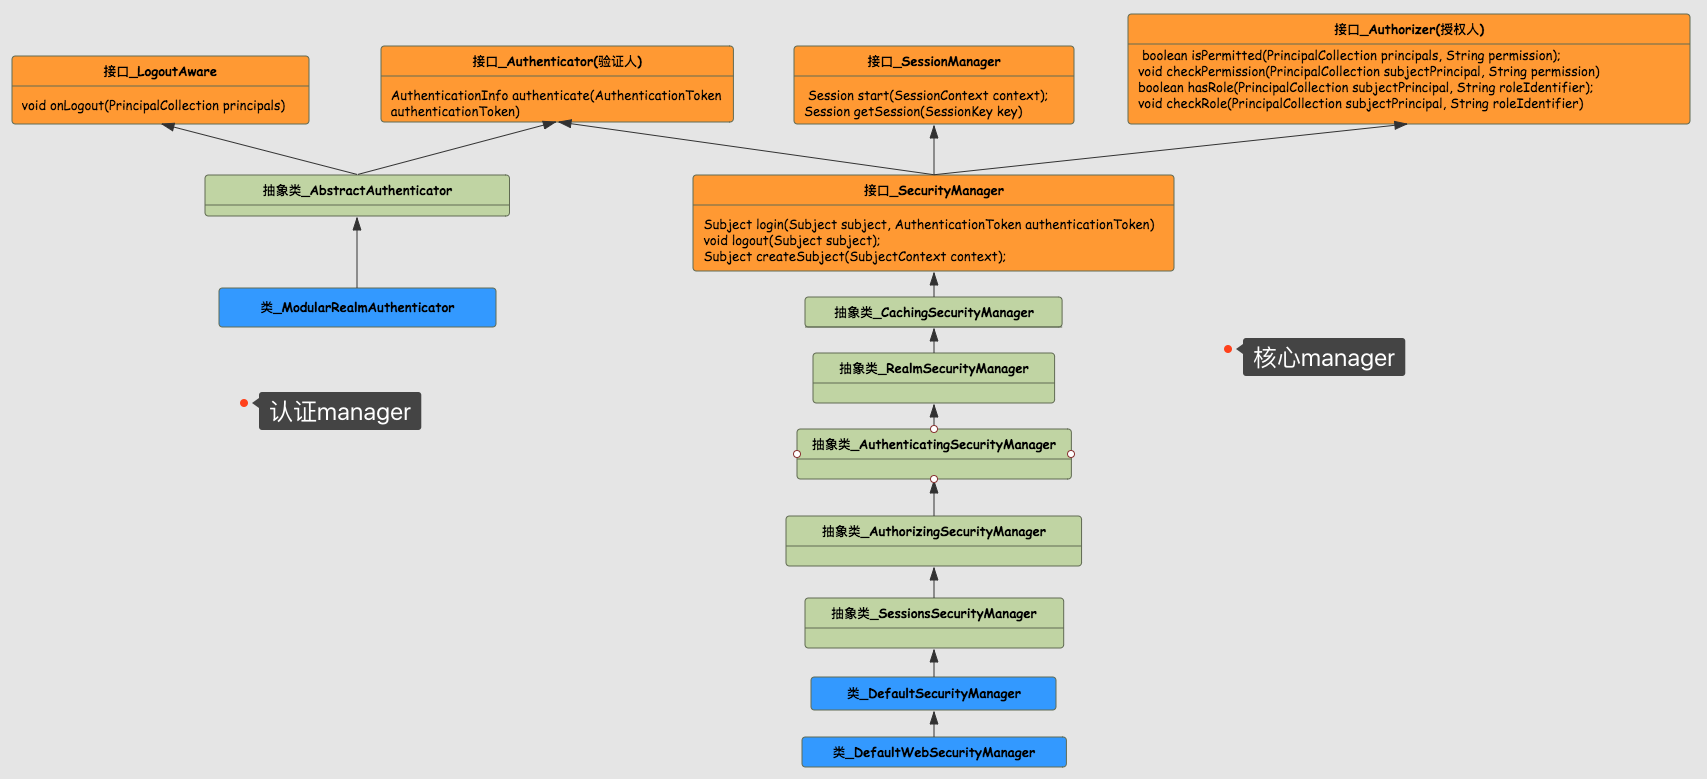 接口_LogoutAware
void onLogout(PrincipalCollection principals)
接口_Authenticator(验证人)
AuthenticationInfo authenticate(AuthenticationToken
authenticationToken)
接口_SessionManager
Session start(SessionContext context);
Session getSession(SessionKey key)
接口_Authorizer(授权人)
boolean isPermitted(PrincipalCollection principals, String permission);
void checkPermission(PrincipalCollection subjectPrincipal, String permission)
boolean hasRole(PrincipalCollection subjectPrincipal, String roleIdentifier);
void checkRole(PrincipalCollection subjectPrincipal, String roleIdentifier)
抽象类_AbstractAuthenticator
类_ModularRealmAuthenticator
认证manager
接口_SecurityManager
Subject login(Subject subject, AuthenticationToken authenticationToken)
void logout(Subject subject);
Subject createSubject(SubjectContext context);
抽象类_CachingSecurityManager
抽象类_RealmSecurityManager
抽象类_AuthenticatingSecurityManager
抽象类_AuthorizingSecurityManager
抽象类_SessionsSecurityManager
类_DefaultSecurityManager
类_DefaultWebSecurityManager
核心manager